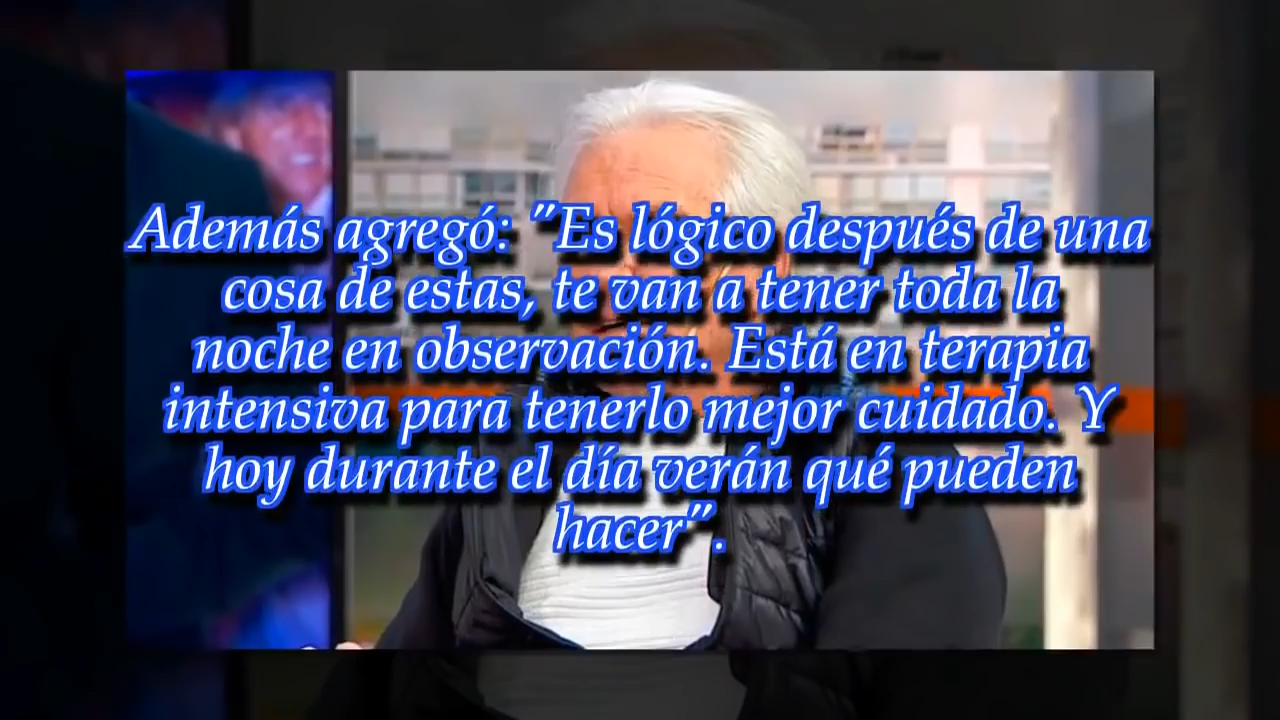 Además agregó: "Es lógico después de una
cosa de estas, te van a tener toda la
noche en observación. Está en terapia
intensiva para tenerlo mejor cuidado. Y
hoy durante el día verán qué pueden
hacer".